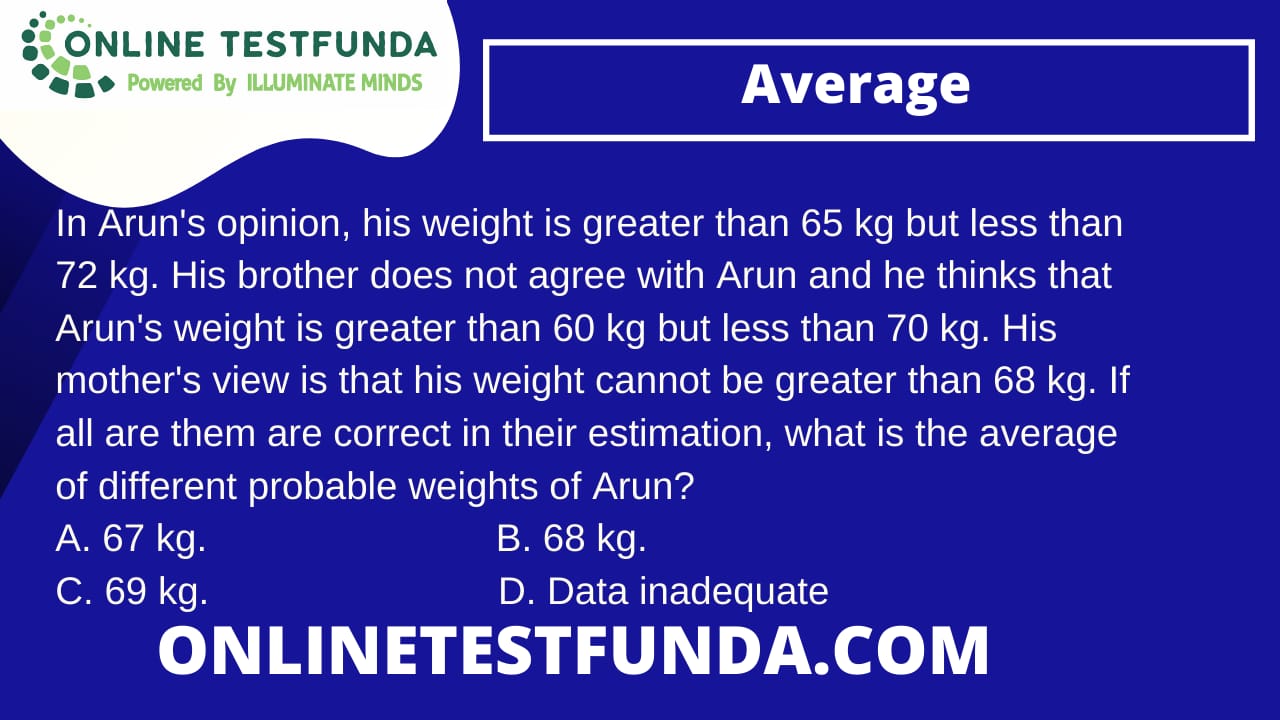 ONLINE TESTFUNDA
Powered By ILLUMINATE MINDS
Average
In Arun's opinion, his weight is greater than 65 kg but less than
72 kg. His brother does not agree with Arun and he thinks that
Arun's weight is greater than 60 kg but less than 70 kg. His
mother's view is that his weight cannot be greater than 68 kg. If
all are them are correct in their estimation, what is the average
of different probable weights of Arun?
A. 67 kg. B. 68 kg.
C. 69 kg. D. Data inadequate
ONLINETESTFUNDA.COM